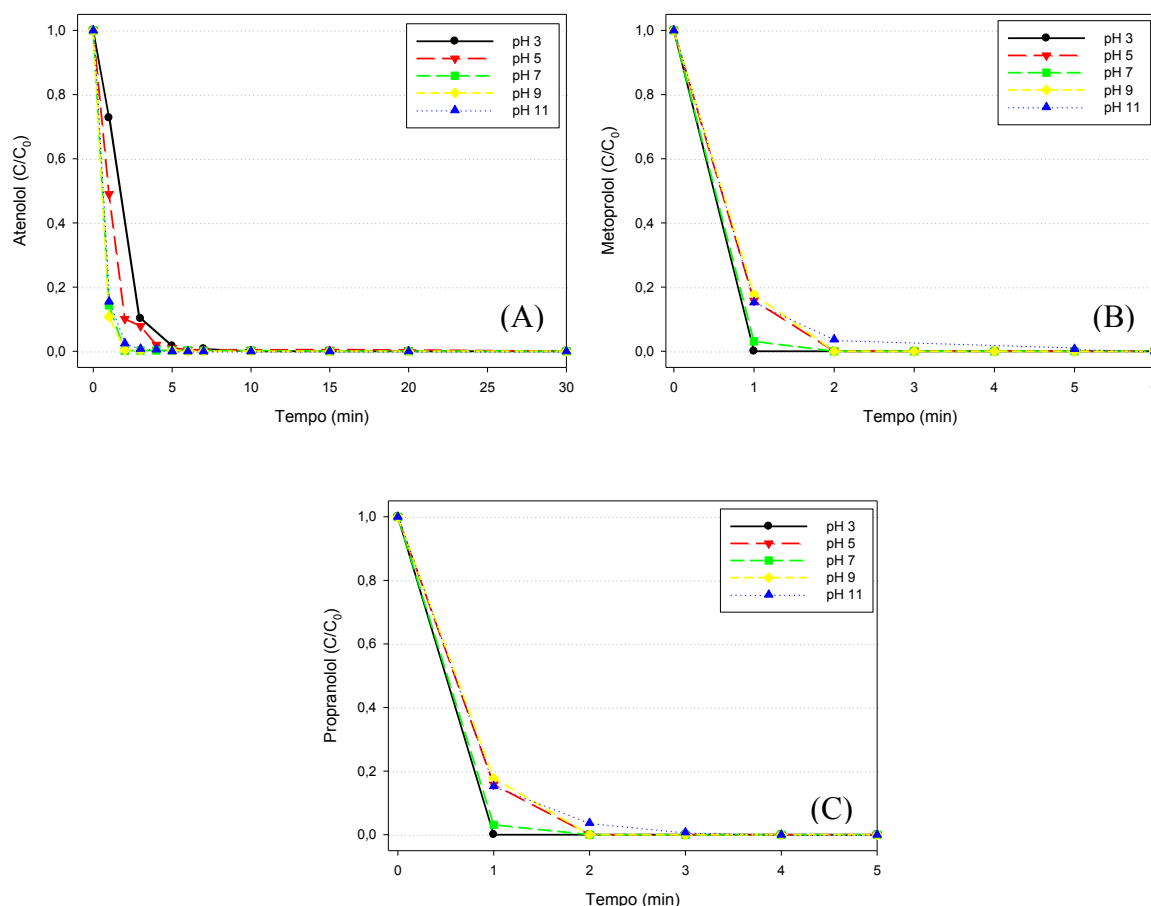 Atenolol (C/C0)
1,0
0,8
0,6
0,4
0,2
0,0
0 5 10 15 20 25 30
Tempo (min)
pH 3
pH 5
pH 7
pH 9
pH 11
(A)
Metoprolol (C/C0)
1,0
0,8
0,6
0,4
0,2
0,0
0 1 2 3 4 5
Tempo (min)
pH 3
pH 5
pH 7
pH 9
pH 11
(B)
Propranolol (C/C0)
1,0
0,8
0,6
0,4
0,2
0,0
0 1 2 3 4 5
Tempo (min)
pH 3
pH 5
pH 7
pH 9
pH 11
(C)